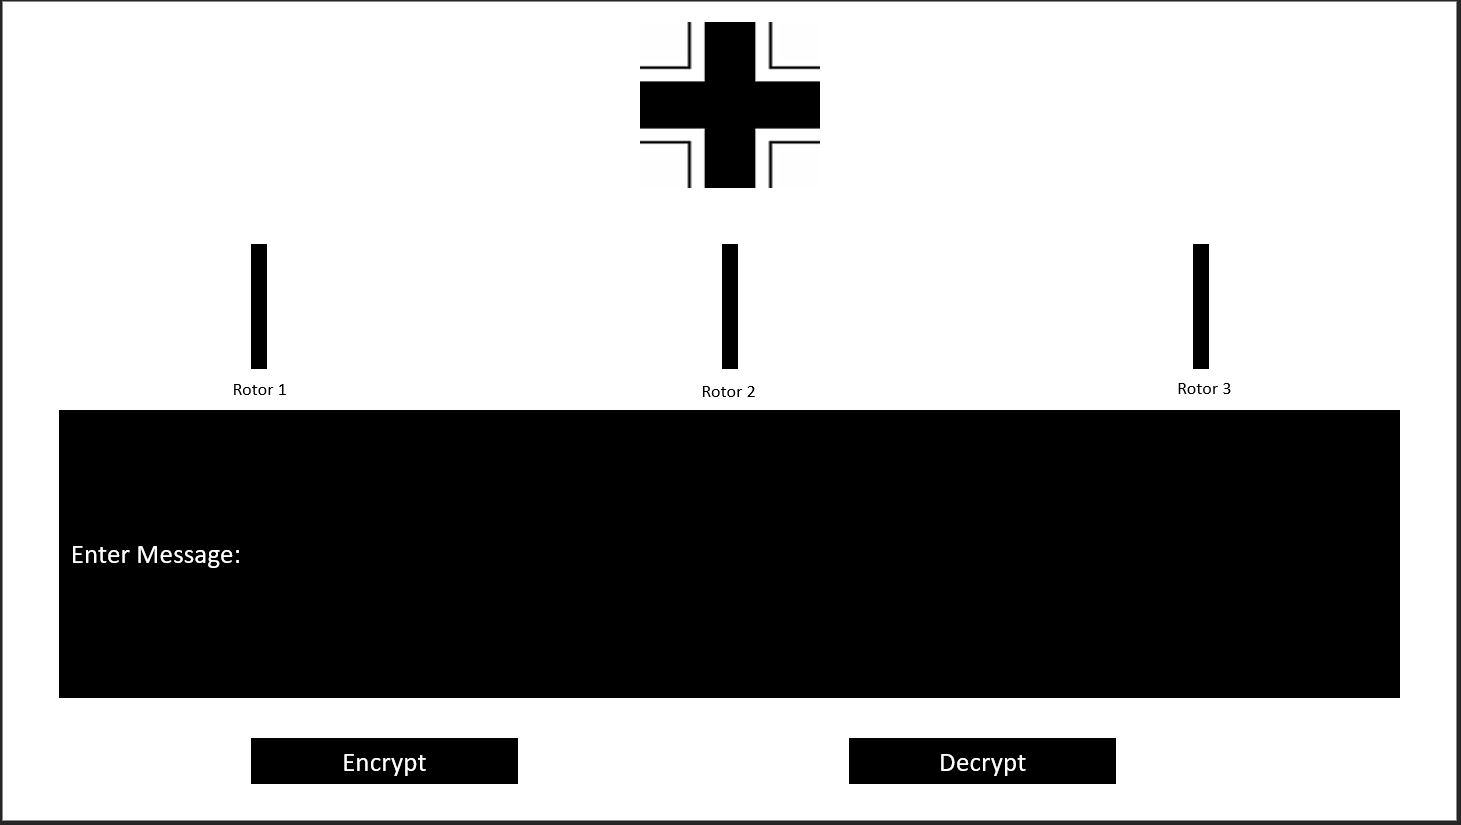 Rotor 1
Rotor 2
Rotor 3
Enter Message:
Encrypt
Decrypt